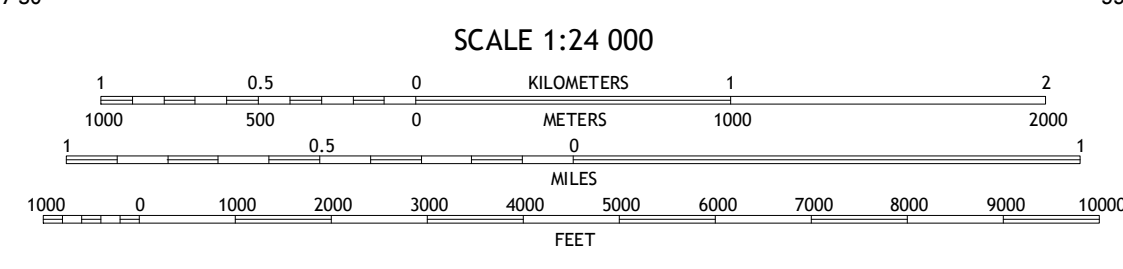 SCALE 1:24 000
1 0.5 0 KILOMETERS 1 2
1000 500 0 METERS 1000 2000
1 0.5 0 1
MILES
1000 0 1000 2000 3000 4000 5000 6000 7000 8000 9000 10000
FEET